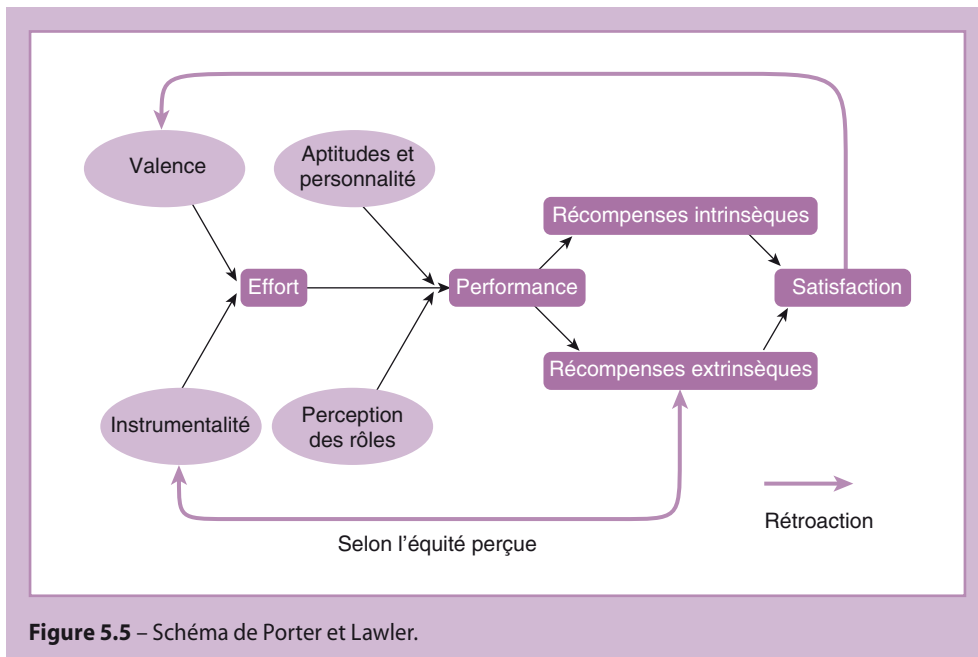 Valence
Aptitudes et
personnalité
Récompenses intrinsèques
Effort
Performance
Satisfaction
Récompenses extrinsèques
Instrumentalité
Perception
des rôles
Rétroaction
Selon l’équité perçue
Figure 5.5 – Schéma de Porter et Lawler.